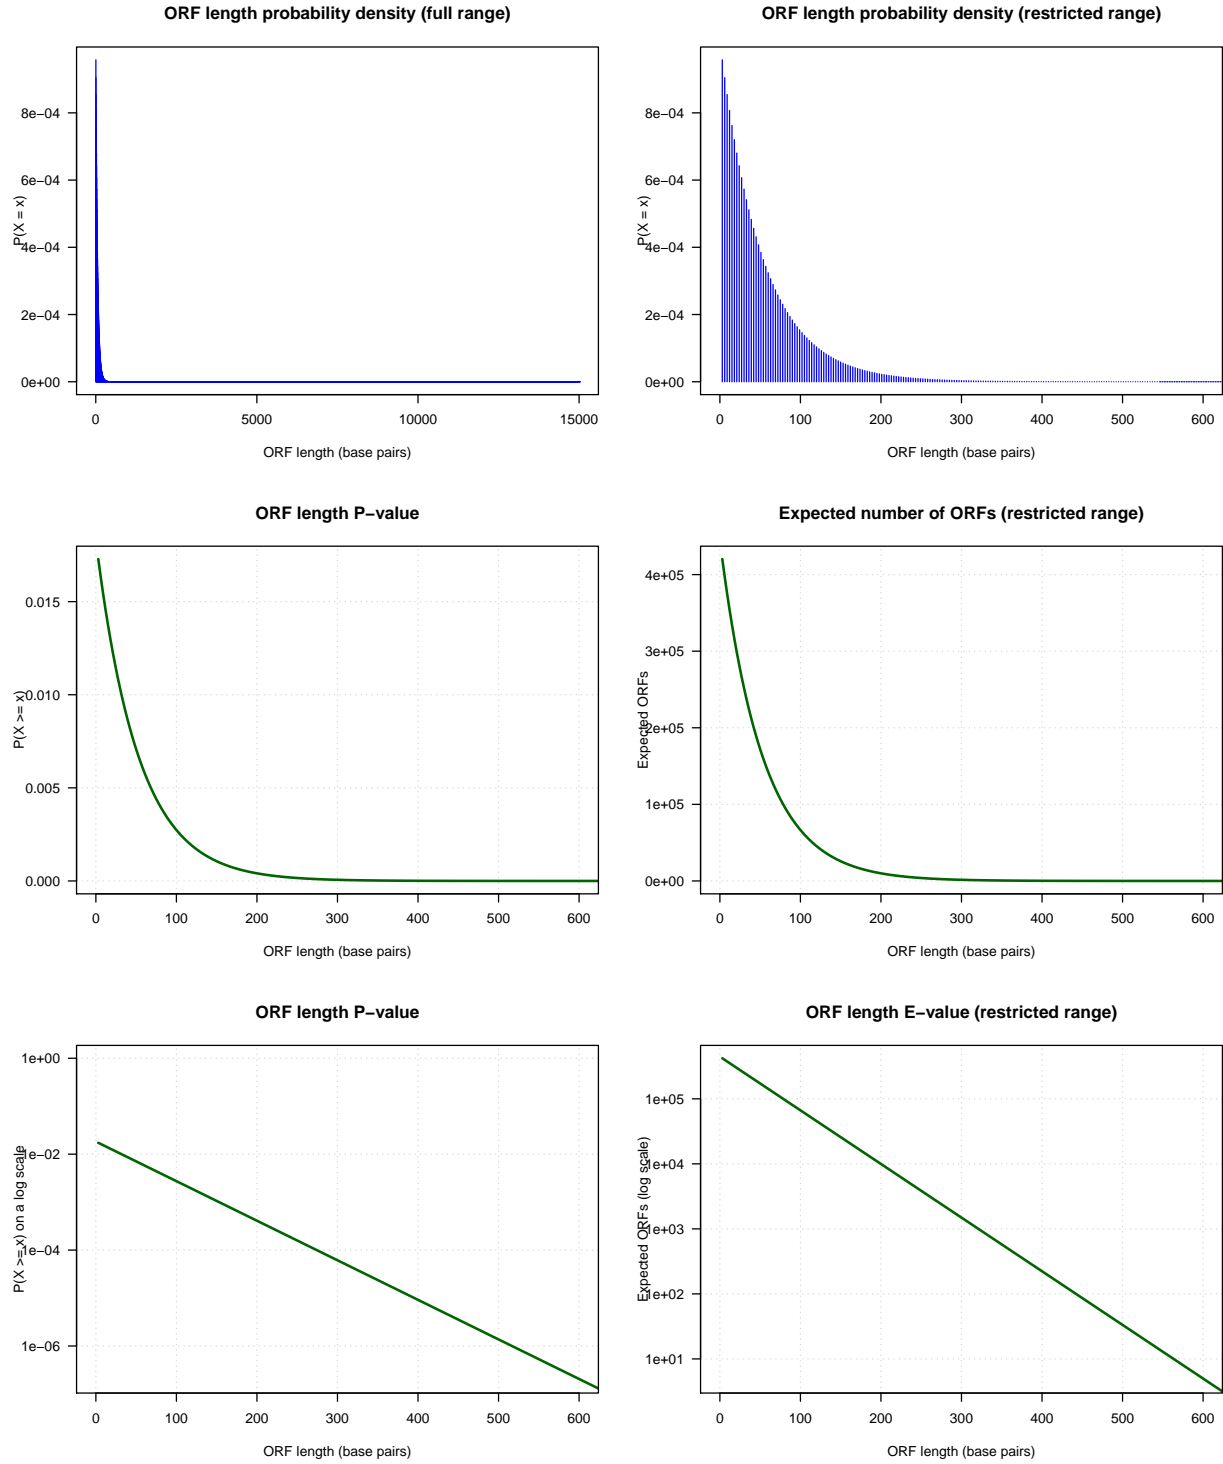 ORF length probability density (full range)
P(X = x)
8e−04
6e−04
4e−04
2e−04
0e+00
0 5000 10000 15000
ORF length (base pairs)
ORF length probability density (restricted range)
P(X = x)
8e−04
6e−04
4e−04
2e−04
0e+00
0 100 200 300 400 500 600
ORF length (base pairs)
ORF length P−value
P(X >= x)
0.015
0.010
0.005
0.000
0 100 200 300 400 500 600
ORF length (base pairs)
Expected number of ORFs (restricted range)
Expected ORFs
4e+05
3e+05
2e+05
1e+05
0e+00
0 100 200 300 400 500 600
ORF length (base pairs)
ORF length P−value
P(X >= x) on a log scale
1e+00
1e−02
1e−04
1e−06
0 100 200 300 400 500 600
ORF length (base pairs)
ORF length E−value (restricted range)
Expected ORFs (log scale)
1e+05
1e+04
1e+03
1e+02
1e+01
0 100 200 300 400 500 600
ORF length (base pairs)